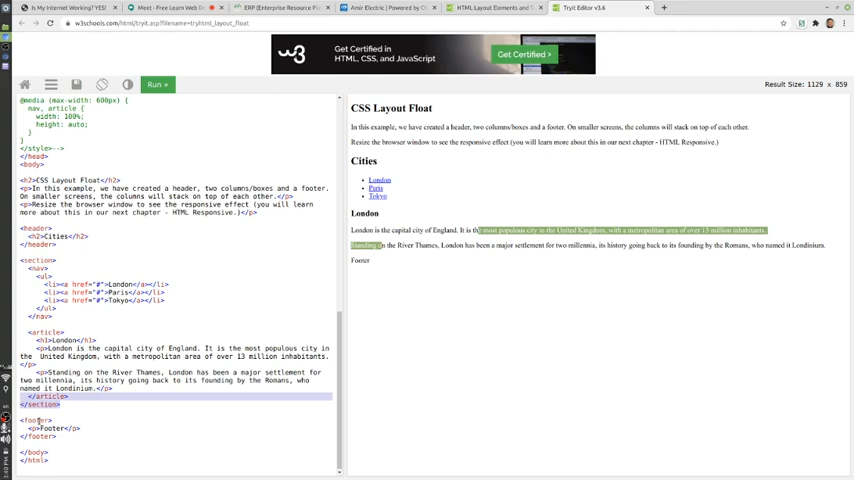 Is My Internet Working? YES!
Meet - Free Learn Web De
ERP (Enterprise Resource Pl
Amir Electric | Powered by O
HTML Layout Elements and T
Tryit Editor v3.6
w3schools.com/html/tryit.asp?filename=tryhtml_layout_float
Get Certified in
HTML, CSS, and JavaScript
Get Certified >
Run »
Result Size: 1129 x 859
@media (max-width: 600px) {
nav, article {
width: 100%;
height: auto;
}
}
</style>-->
</head>
<body>
<h2>CSS Layout Float</h2>
<p>In this example, we have created a header, two columns/boxes and a footer.
On smaller screens, the columns will stack on top of each other.</p>
<p>Resize the browser window to see the responsive effect (you will learn
more about this in our next chapter - HTML Responsive.)</p>
<header>
<h2>Cities</h2>
</header>
<section>
<nav>
<ul>
<li><a href="#">London</a></li>
<li><a href="#">Paris</a></li>
<li><a href="#">Tokyo</a></li>
</ul>
</nav>
<article>
<h1>London</h1>
<p>London is the capital city of England. It is the most populous city in
the  United Kingdom, with a metropolitan area of over 13 million inhabitants.
</p>
<p>Standing on the River Thames, London has been a major settlement for
two millennia, its history going back to its founding by the Romans, who
named it Londinium.</p>
</article>
</section>
<footer>
<p>Footer</p>
</footer>
</body>
</html>
CSS Layout Float
In this example, we have created a header, two columns/boxes and a footer. On smaller screens, the columns will stack on top of each other.
Resize the browser window to see the responsive effect (you will learn more about this in our next chapter - HTML Responsive.)
Cities
London
Paris
Tokyo
London
London is the capital city of England. It is the most populous city in the United Kingdom, with a metropolitan area of over 13 million inhabitants.
Standing on the River Thames, London has been a major settlement for two millennia, its history going back to its founding by the Romans, who named it Londinium.
Footer
3:40 PM